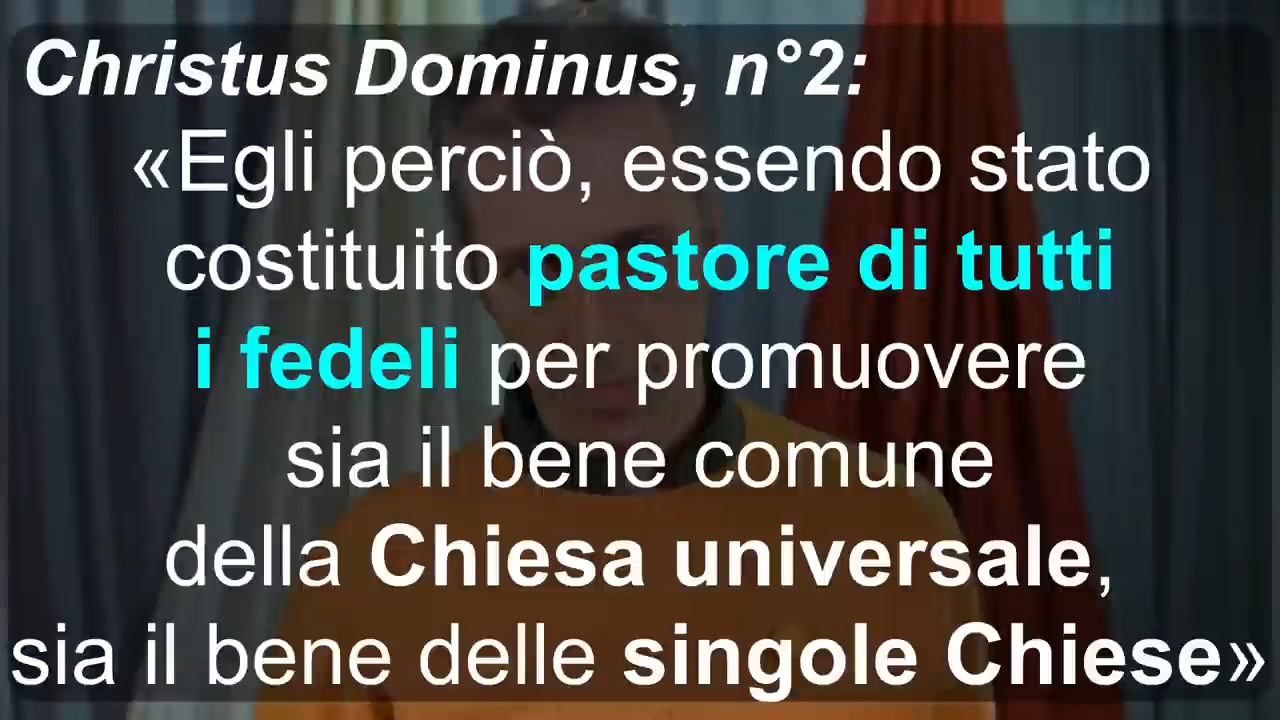 Christus Dominus, n°2:
«Egli perciò, essendo stato
costituito pastore di tutti
i fedeli per promuovere
sia il bene comune
della Chiesa universale,
sia il bene delle singole Chiese»